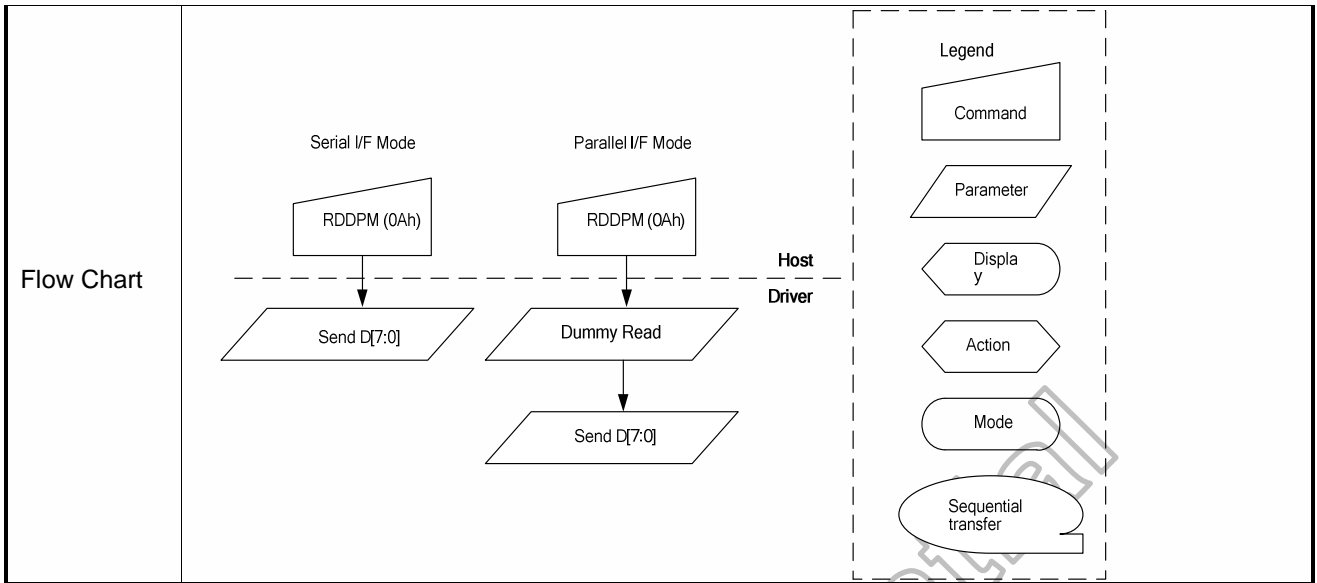 Flow Chart
Serial I/F Mode
RDDPM (0Ah)
Send D[7:0]
Parallel I/F Mode
RDDPM (0Ah)
Dummy Read
Send D[7:0]
Host
Driver
Legend
Command
Parameter
Displa
y
Action
Mode
Sequential
transfer